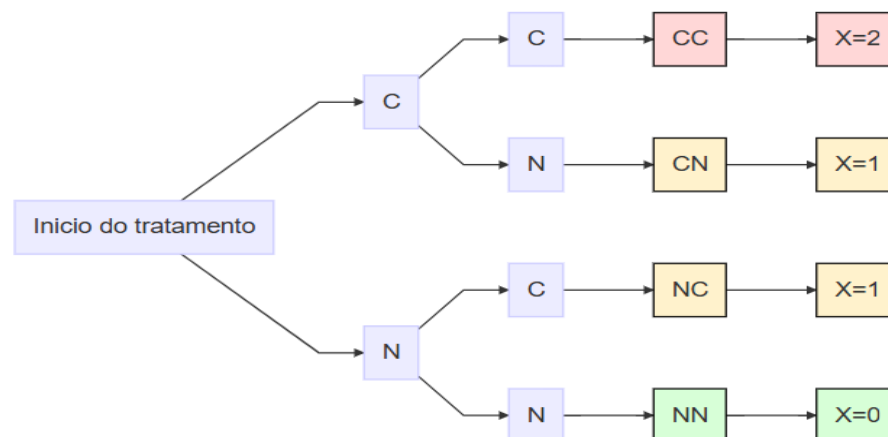 C
CC
X=2
C
N
CN
X=1
Inicio do tratamento
C
NC
X=1
N
N
NN
X=0